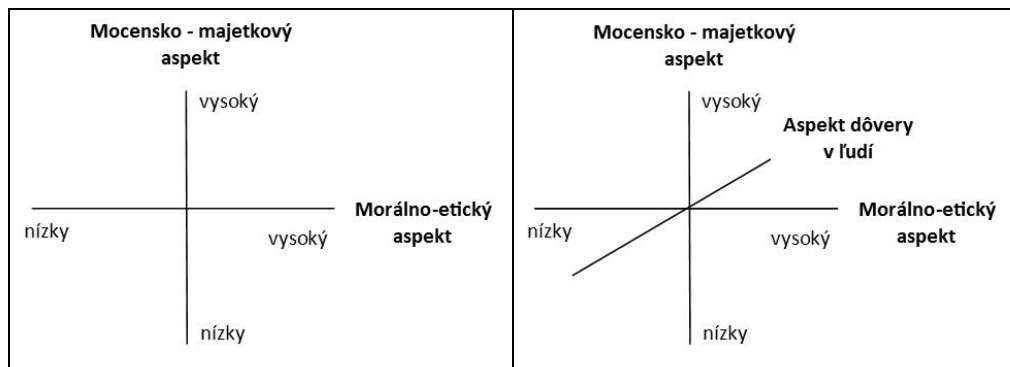 Mocensko - majetkový
aspekt
vysoký
nízky
vysoký
Morálno-etický
aspekt
nízky
Mocensko - majetkový
aspekt
vysoký
Aspekt dôvery
v ľudí
nízky
vysoký
Morálno-etický
aspekt
nízky